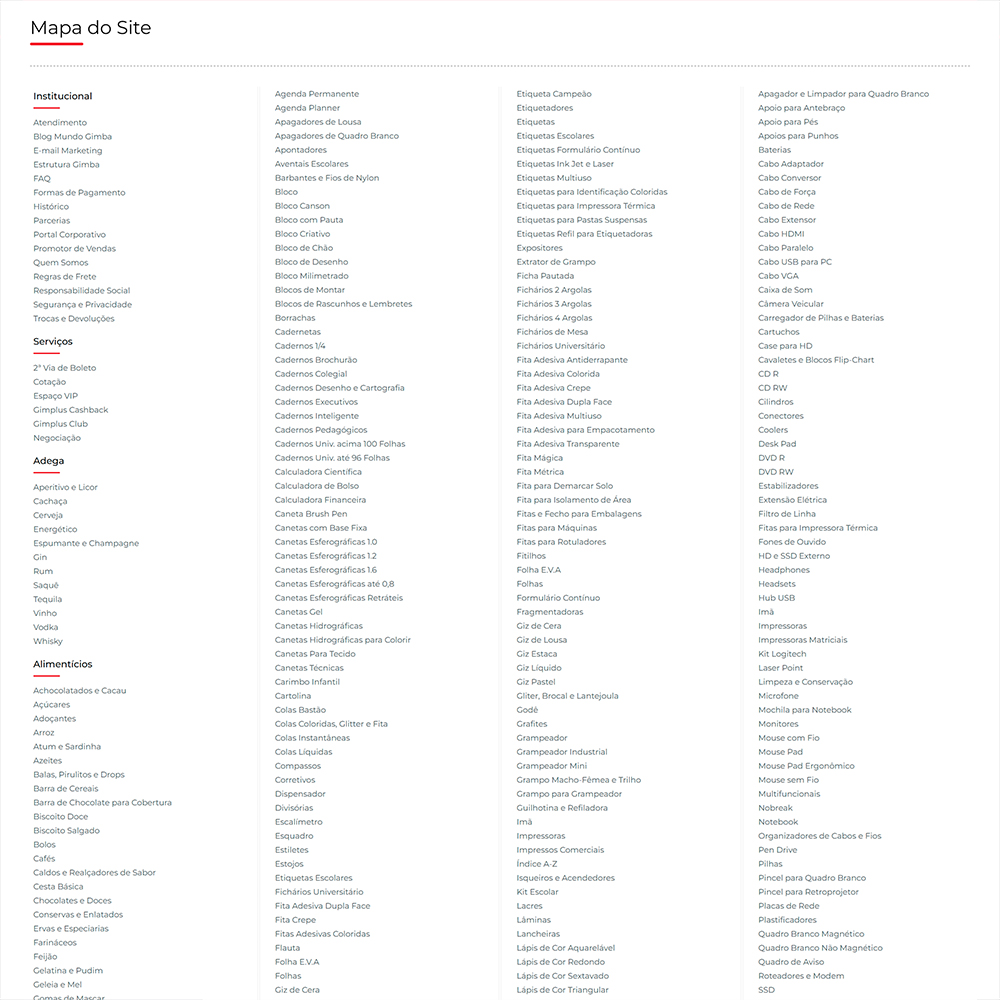 Mapa do Site
Institucional
Atendimento
Blog Mundo Gimba
E-mail Marketing
Estrutura Gimba
FAQ
Formas de Pagamento
Histórico
Parcerias
Portal Corporativo
Promotor de Vendas
Quem Somos
Regras de Frete
Responsabilidade Social
Segurança e Privacidade
Trocas e Devoluções
Serviços
2ª Via de Boleto
Cotação
Espaço VIP
Gimplus Cashback
Gimplus Club
Negociação
Adega
Aperitivo e Licor
Cachaça
Cerveja
Energético
Espumante e Champagne
Gin
Rum
Saquê
Tequila
Vinho
Vodka
Whisky
Alimentícios
Achocolatados e Cacau
Açúcares
Adoçantes
Arroz
Atum e Sardinha
Azeites
Balas, Pirulitos e Drops
Barra de Cereais
Barra de Chocolate para Cobertura
Biscoito Doce
Biscoito Salgado
Bolos
Cafés
Caldos e Realçadores de Sabor
Cesta Básica
Chocolates e Doces
Conservas e Enlatados
Ervas e Especiarias
Farináceos
Feijão
Gelatina e Pudim
Geleia e Mel
Gomas de Mascar
Agenda Permanente
Agenda Planner
Apagadores de Lousa
Apagadores de Quadro Branco
Apontadores
Aventais Escolares
Barbantes e Fios de Nylon
Bloco
Bloco Canson
Bloco com Pauta
Bloco Criativo
Bloco de Chão
Bloco de Desenho
Bloco Milimetrado
Blocos de Montar
Blocos de Rascunhos e Lembretes
Borrachas
Cadernetas
Cadernos 1/4
Cadernos Brochurão
Cadernos Colegial
Cadernos Desenho e Cartografia
Cadernos Executivos
Cadernos Inteligente
Cadernos Pedagógicos
Cadernos Univ. acima 100 Folhas
Cadernos Univ. até 96 Folhas
Calculadora Científica
Calculadora de Bolso
Calculadora Financeira
Caneta Brush Pen
Canetas com Base Fixa
Canetas Esferográficas 1.0
Canetas Esferográficas 1.2
Canetas Esferográficas 1.6
Canetas Esferográficas até 0,8
Canetas Esferográficas Retráteis
Canetas Gel
Canetas Hidrográficas
Canetas Hidrográficas para Colorir
Canetas Para Tecido
Canetas Técnicas
Carimbo Infantil
Cartolina
Colas Bastão
Colas Coloridas, Glitter e Fita
Colas Instantâneas
Colas Líquidas
Compassos
Corretivos
Dispensador
Divisórias
Escalímetro
Esquadro
Estiletes
Estojos
Etiquetas Escolares
Fichários Universitário
Fita Adesiva Dupla Face
Fita Crepe
Fitas Adesivas Coloridas
Flauta
Folha E.V.A
Folhas
Giz de Cera
Etiqueta Campeão
Etiquetadores
Etiquetas
Etiquetas Escolares
Etiquetas Formulário Contínuo
Etiquetas Ink Jet e Laser
Etiquetas Multiuso
Etiquetas para Identificação Coloridas
Etiquetas para Impressora Térmica
Etiquetas para Pastas Suspensas
Etiquetas Refil para Etiquetadoras
Expositores
Extrator de Grampo
Ficha Pautada
Fichários 2 Argolas
Fichários 3 Argolas
Fichários 4 Argolas
Fichários de Mesa
Fichários Universitário
Fita Adesiva Antiderrapante
Fita Adesiva Colorida
Fita Adesiva Crepe
Fita Adesiva Dupla Face
Fita Adesiva Multiuso
Fita Adesiva para Empacotamento
Fita Adesiva Transparente
Fita Mágica
Fita Métrica
Fita para Demarcar Solo
Fita para Isolamento de Área
Fitas e Fecho para Embalagens
Fitas para Máquinas
Fitas para Rotuladores
Fitilhos
Folha E.V.A
Folhas
Formulário Contínuo
Fragmentadoras
Giz de Cera
Giz de Lousa
Giz Estaca
Giz Líquido
Giz Pastel
Gliter, Brocal e Lantejoula
Godê
Grafites
Grampeador
Grampeador Industrial
Grampeador Mini
Grampo Macho-Fêmea e Trilho
Grampo para Grampeador
Guilhotina e Refiladora
Imã
Impressoras
Impressos Comerciais
Índice A-Z
Isqueiros e Acendedores
Kit Escolar
Lacres
Lâminas
Lancheiras
Lápis de Cor Aquarelável
Lápis de Cor Redondo
Lápis de Cor Sextavado
Lápis de Cor Triangular
Apagador e Limpador para Quadro Branco
Apoio para Antebraço
Apoio para Pés
Apoios para Punhos
Baterias
Cabo Adaptador
Cabo Conversor
Cabo de Força
Cabo de Rede
Cabo Extensor
Cabo HDMI
Cabo Paralelo
Cabo USB para PC
Cabo VGA
Caixa de Som
Câmera Veicular
Carregador de Pilhas e Baterias
Cartuchos
Case para HD
Cavaletes e Blocos Flip-Chart
CD R
CD RW
Cilindros
Conectores
Coolers
Desk Pad
DVD R
DVD RW
Estabilizadores
Extensão Elétrica
Filtro de Linha
Fitas para Impressora Térmica
Fones de Ouvido
HD e SSD Externo
Headphones
Headsets
Hub USB
Imã
Impressoras
Impressoras Matriciais
Kit Logitech
Laser Point
Limpeza e Conservação
Microfone
Mochila para Notebook
Monitores
Mouse com Fio
Mouse Pad
Mouse Pad Ergonômico
Mouse sem Fio
Multifuncionais
Nobreak
Notebook
Organizadores de Cabos e Fios
Pen Drive
Pilhas
Pincel para Quadro Branco
Pincel para Retroprojetor
Placas de Rede
Plastificadores
Quadro Branco Magnético
Quadro Branco Não Magnético
Quadro de Aviso
Roteadores e Modem
SSD